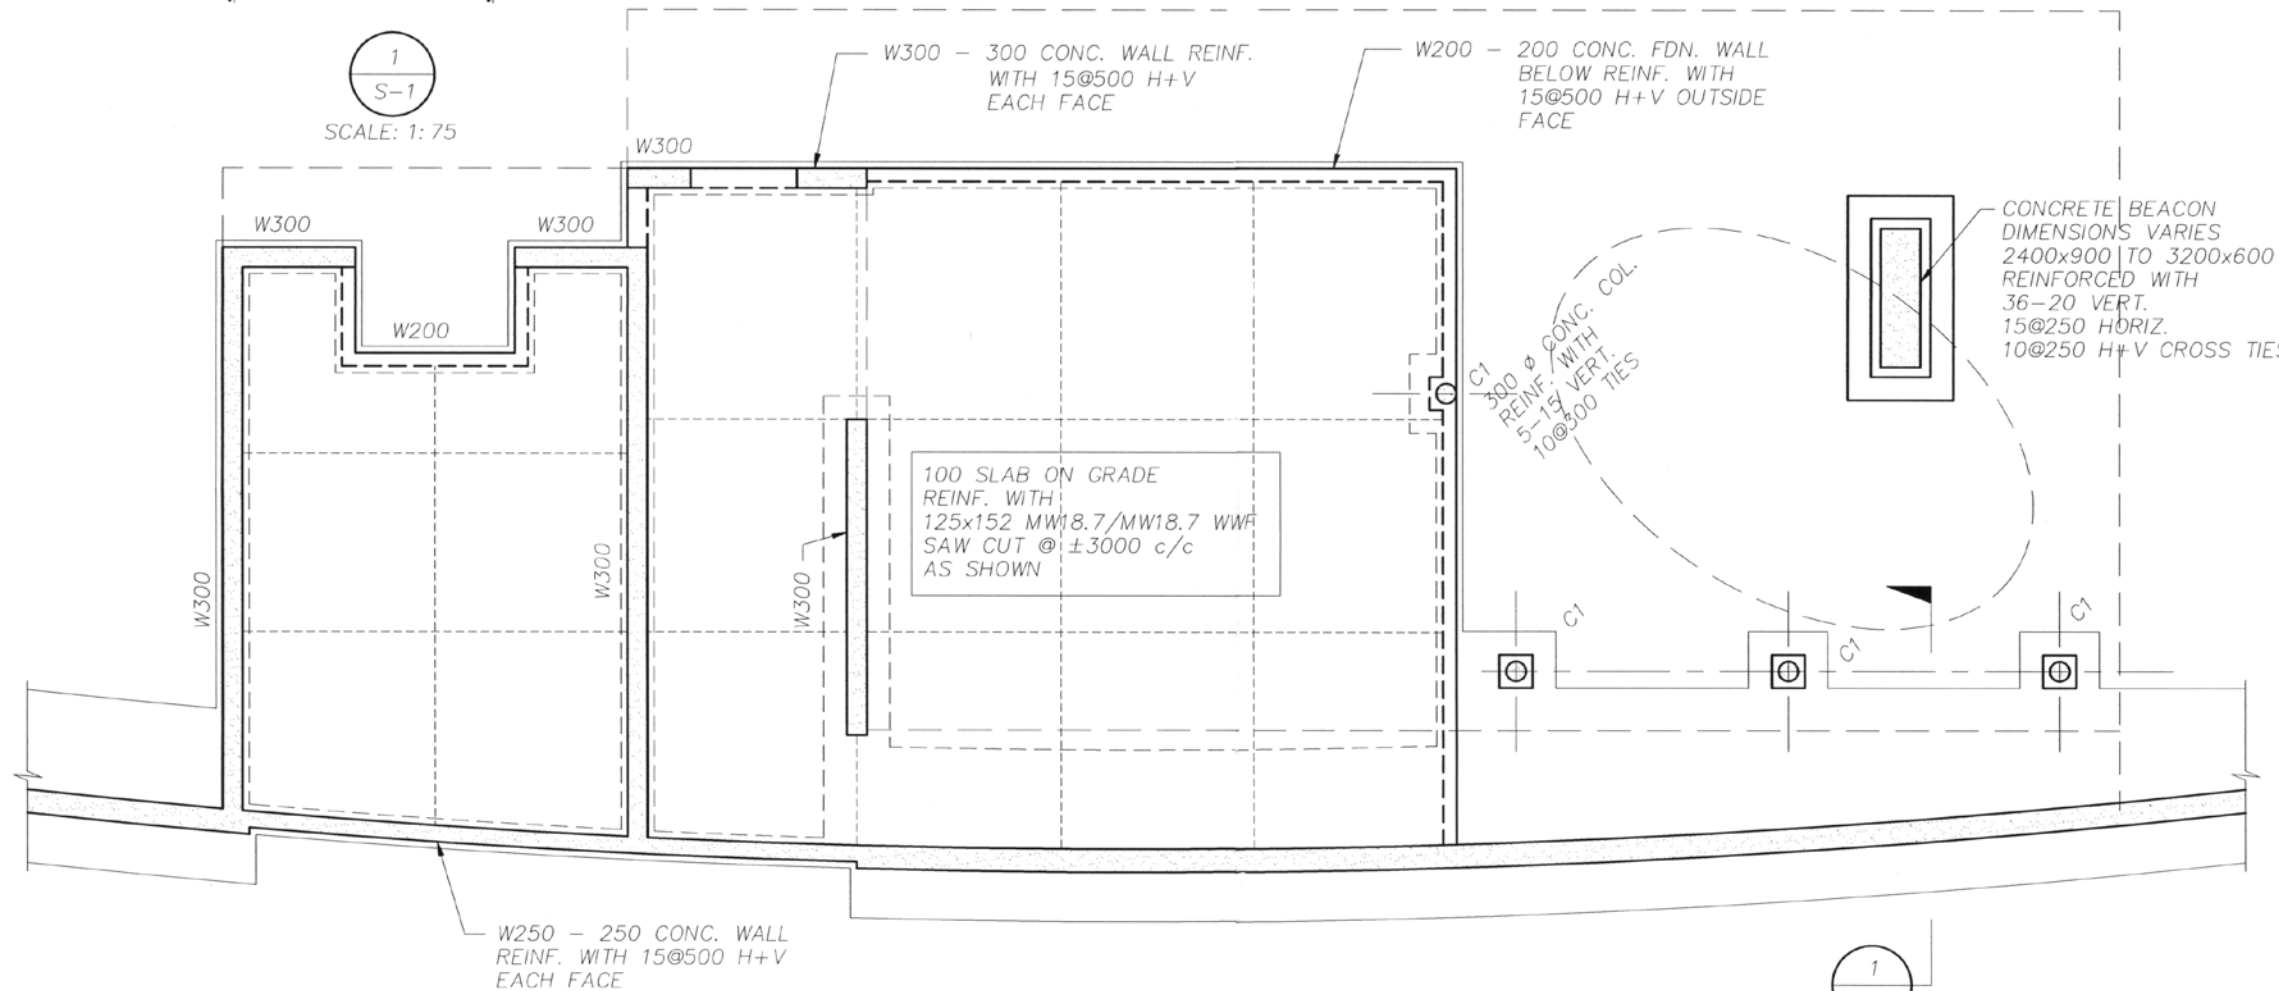 1
S-1
SCALE: 1:75
W300 - 300 CONC. WALL REINF.
WITH 15@500 H+V
EACH FACE
W200 - 200 CONC. FDN. WALL
BELOW REINF. WITH
15@500 H+V OUTSIDE
FACE
W300
W300
W300
W200
CONCRETE BEACON
DIMENSIONS VARIES
2400x900 TO 3200x600
REINFORCED WITH
36-20 VERT.
15@250 HORIZ.
10@250 H+V CROSS TIES
C1
300 ø CONC. COL.
REINF. WITH
5-15 VERT.
10@300 TIES
100 SLAB ON GRADE
REINF. WITH
125x152 MW18.7/MW18.7 WWF
SAW CUT @ ±3000 c/c
AS SHOWN
W300
W300
W300
C1
C1
C1
W250 - 250 CONC. WALL
REINF. WITH 15@500 H+V
EACH FACE
1